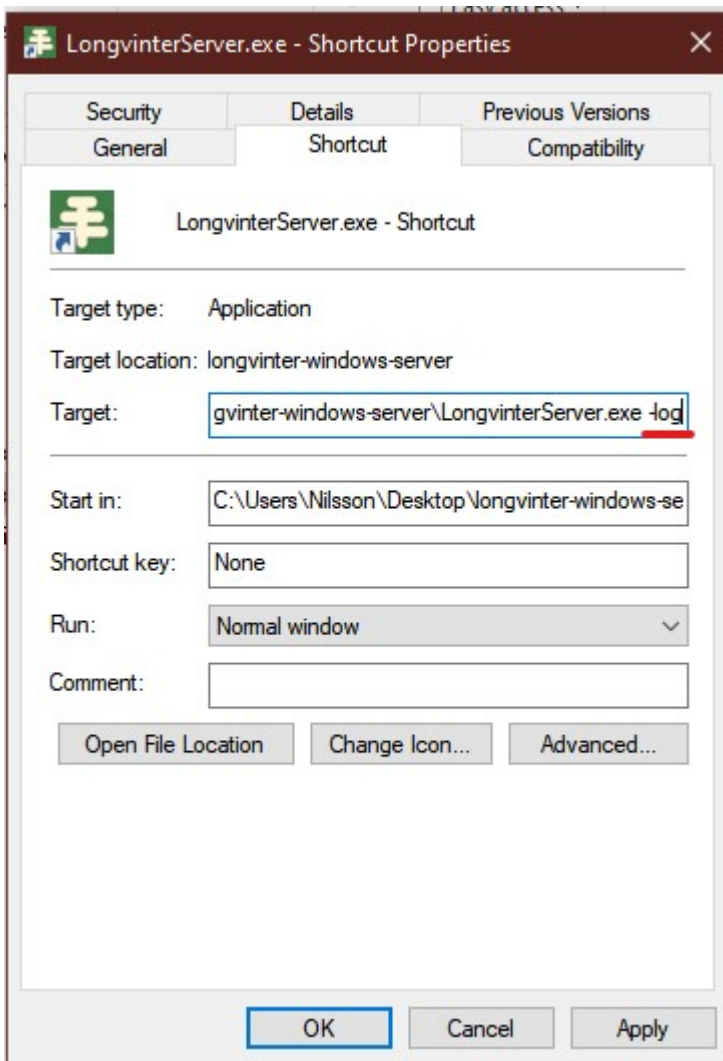 LongvinterServer.exe - Shortcut Properties
Security Details Previous Versions
General Shortcut Compatibility
LongvinterServer.exe - Shortcut
Target type: Application
Target location: longvinter-windows-server
Target: gvinter-windows-server\LongvinterServer.exe -log
Start in: C:\Users\Nilsson\Desktop\longvinter-windows-se
Shortcut key: None
Run: Normal window
Comment:
Open File Location Change Icon... Advanced...
OK Cancel Apply